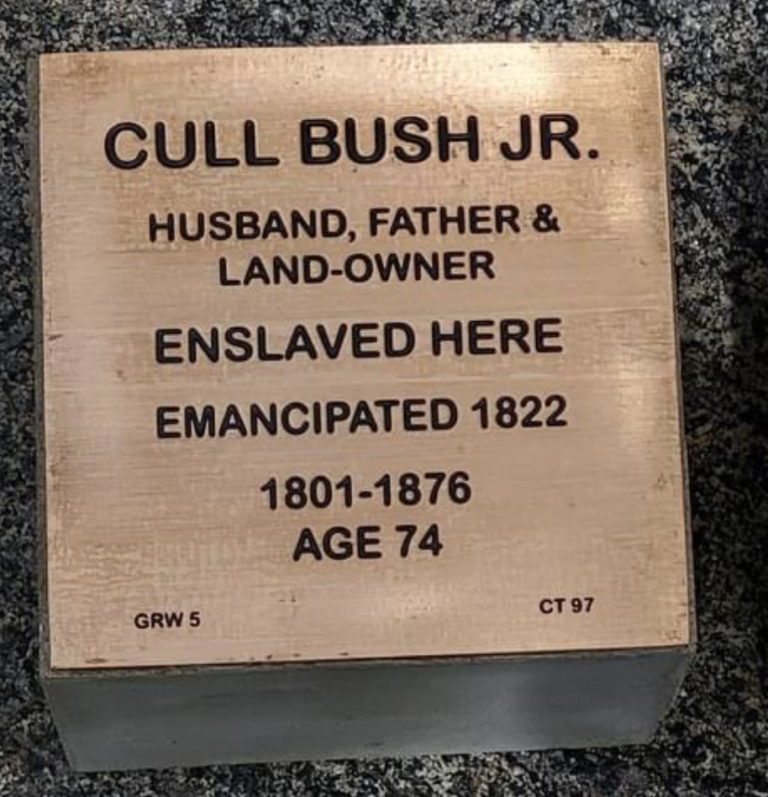 CULL BUSH JR.
HUSBAND, FATHER &
LAND-OWNER
ENSLAVED HERE
EMANCIPATED 1822
1801-1876
AGE 74
GRW 5 CT 97